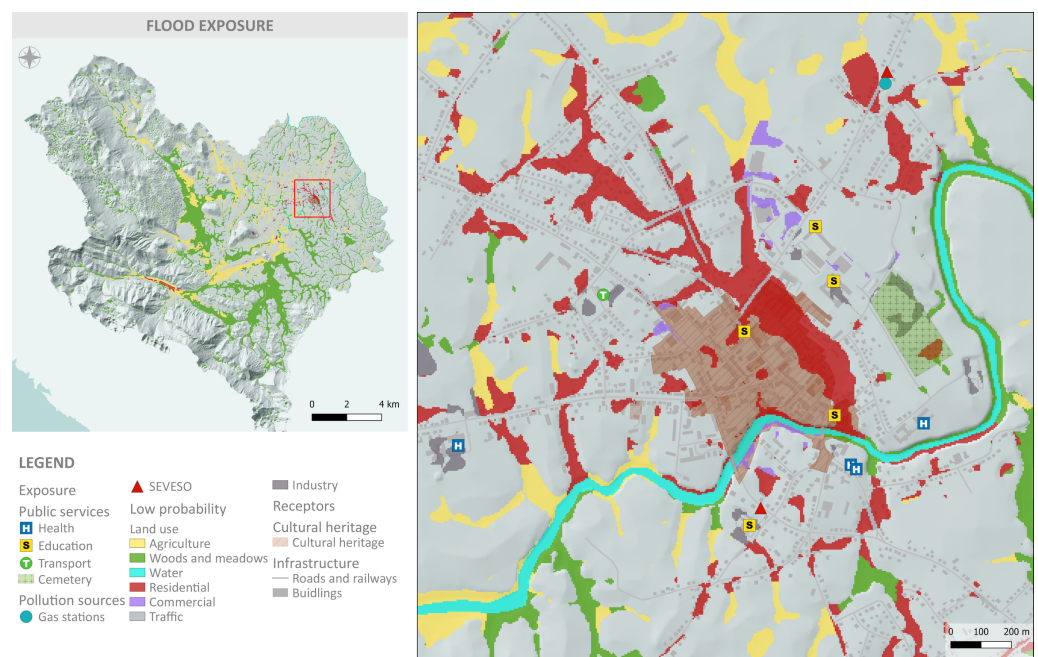 FLOOD EXPOSURE
0 2 4 km
LEGEND
Exposure
Public services
H Health
S Education
T Transport
Cemetery
Pollution sources
Gas stations
SEVESO
Low probability
Land use
Agriculture
Woods and meadows
Water
Residential
Commercial
Traffic
Industry
Receptors
Cultural heritage
Cultural heritage
Infrastructure
Roads and railways
Buidlings
S
S
T
S
S
H
H
H
H
S
0 100 200 m